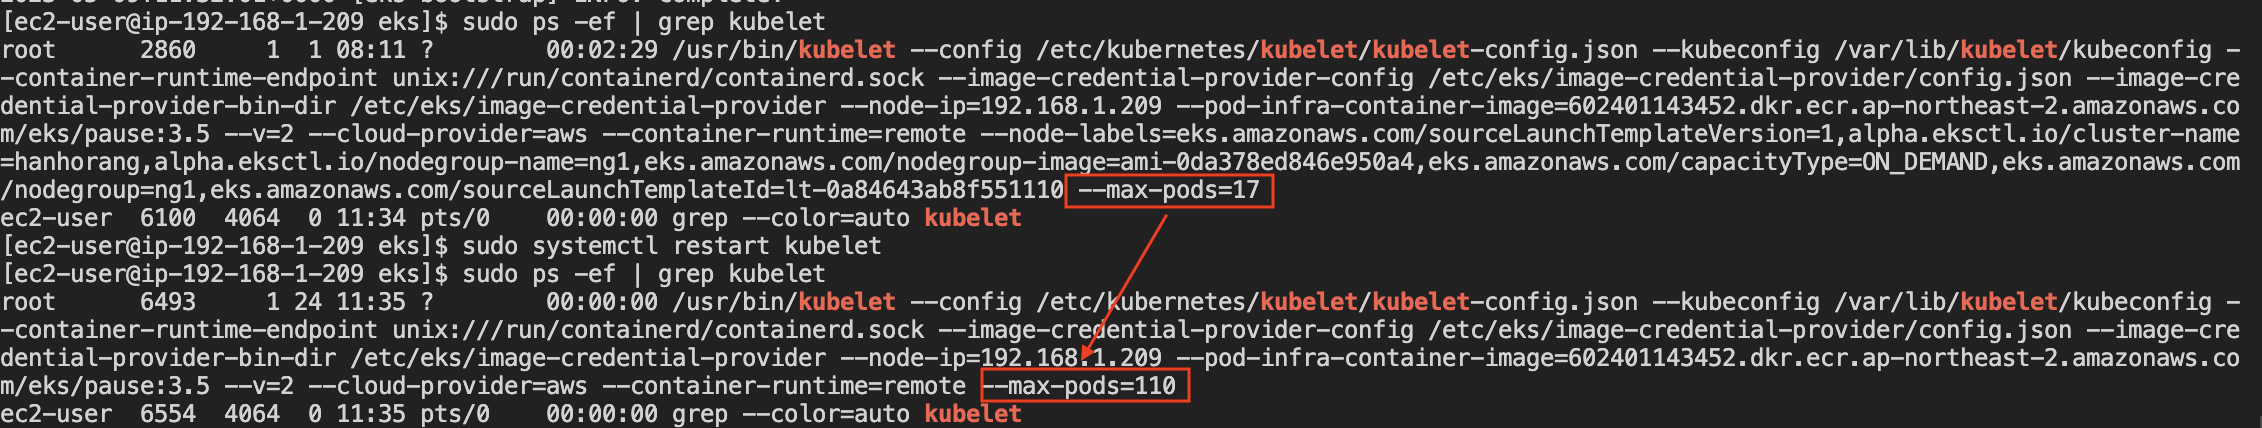 [ec2-user@ip-192-168-1-209 eks]$ sudo ps -ef | grep kubelet
root      2860     1  1 08:11 ?        00:02:29 /usr/bin/kubelet --config /etc/kubernetes/kubelet/kubelet-config.json --kubeconfig /var/lib/kubelet/kubeconfig -
-container-runtime-endpoint unix:///run/containerd/containerd.sock --image-credential-provider-config /etc/eks/image-credential-provider/config.json --image-cre
dential-provider-bin-dir /etc/eks/image-credential-provider --node-ip=192.168.1.209 --pod-infra-container-image=602401143452.dkr.ecr.ap-northeast-2.amazonaws.co
m/eks/pause:3.5 --v=2 --cloud-provider=aws --container-runtime=remote --node-labels=eks.amazonaws.com/sourceLaunchTemplateVersion=1,alpha.eksctl.io/cluster-name
=hanhorang,alpha.eksctl.io/nodegroup-name=ng1,eks.amazonaws.com/nodegroup-image=ami-0da378ed846e950a4,eks.amazonaws.com/capacityType=ON_DEMAND,eks.amazonaws.com
/nodegroup=ng1,eks.amazonaws.com/sourceLaunchTemplateId=lt-0a84643ab8f551110 --max-pods=17
ec2-user  6100  4064  0 11:34 pts/0    00:00:00 grep --color=auto kubelet
[ec2-user@ip-192-168-1-209 eks]$ sudo systemctl restart kubelet
[ec2-user@ip-192-168-1-209 eks]$ sudo ps -ef | grep kubelet
root      6493     1 24 11:35 ?        00:00:00 /usr/bin/kubelet --config /etc/kubernetes/kubelet/kubelet-config.json --kubeconfig /var/lib/kubelet/kubeconfig -
-container-runtime-endpoint unix:///run/containerd/containerd.sock --image-credential-provider-config /etc/eks/image-credential-provider/config.json --image-cre
dential-provider-bin-dir /etc/eks/image-credential-provider --node-ip=192.168.1.209 --pod-infra-container-image=602401143452.dkr.ecr.ap-northeast-2.amazonaws.co
m/eks/pause:3.5 --v=2 --cloud-provider=aws --container-runtime=remote --max-pods=110
ec2-user  6554  4064  0 11:35 pts/0    00:00:00 grep --color=auto kubelet